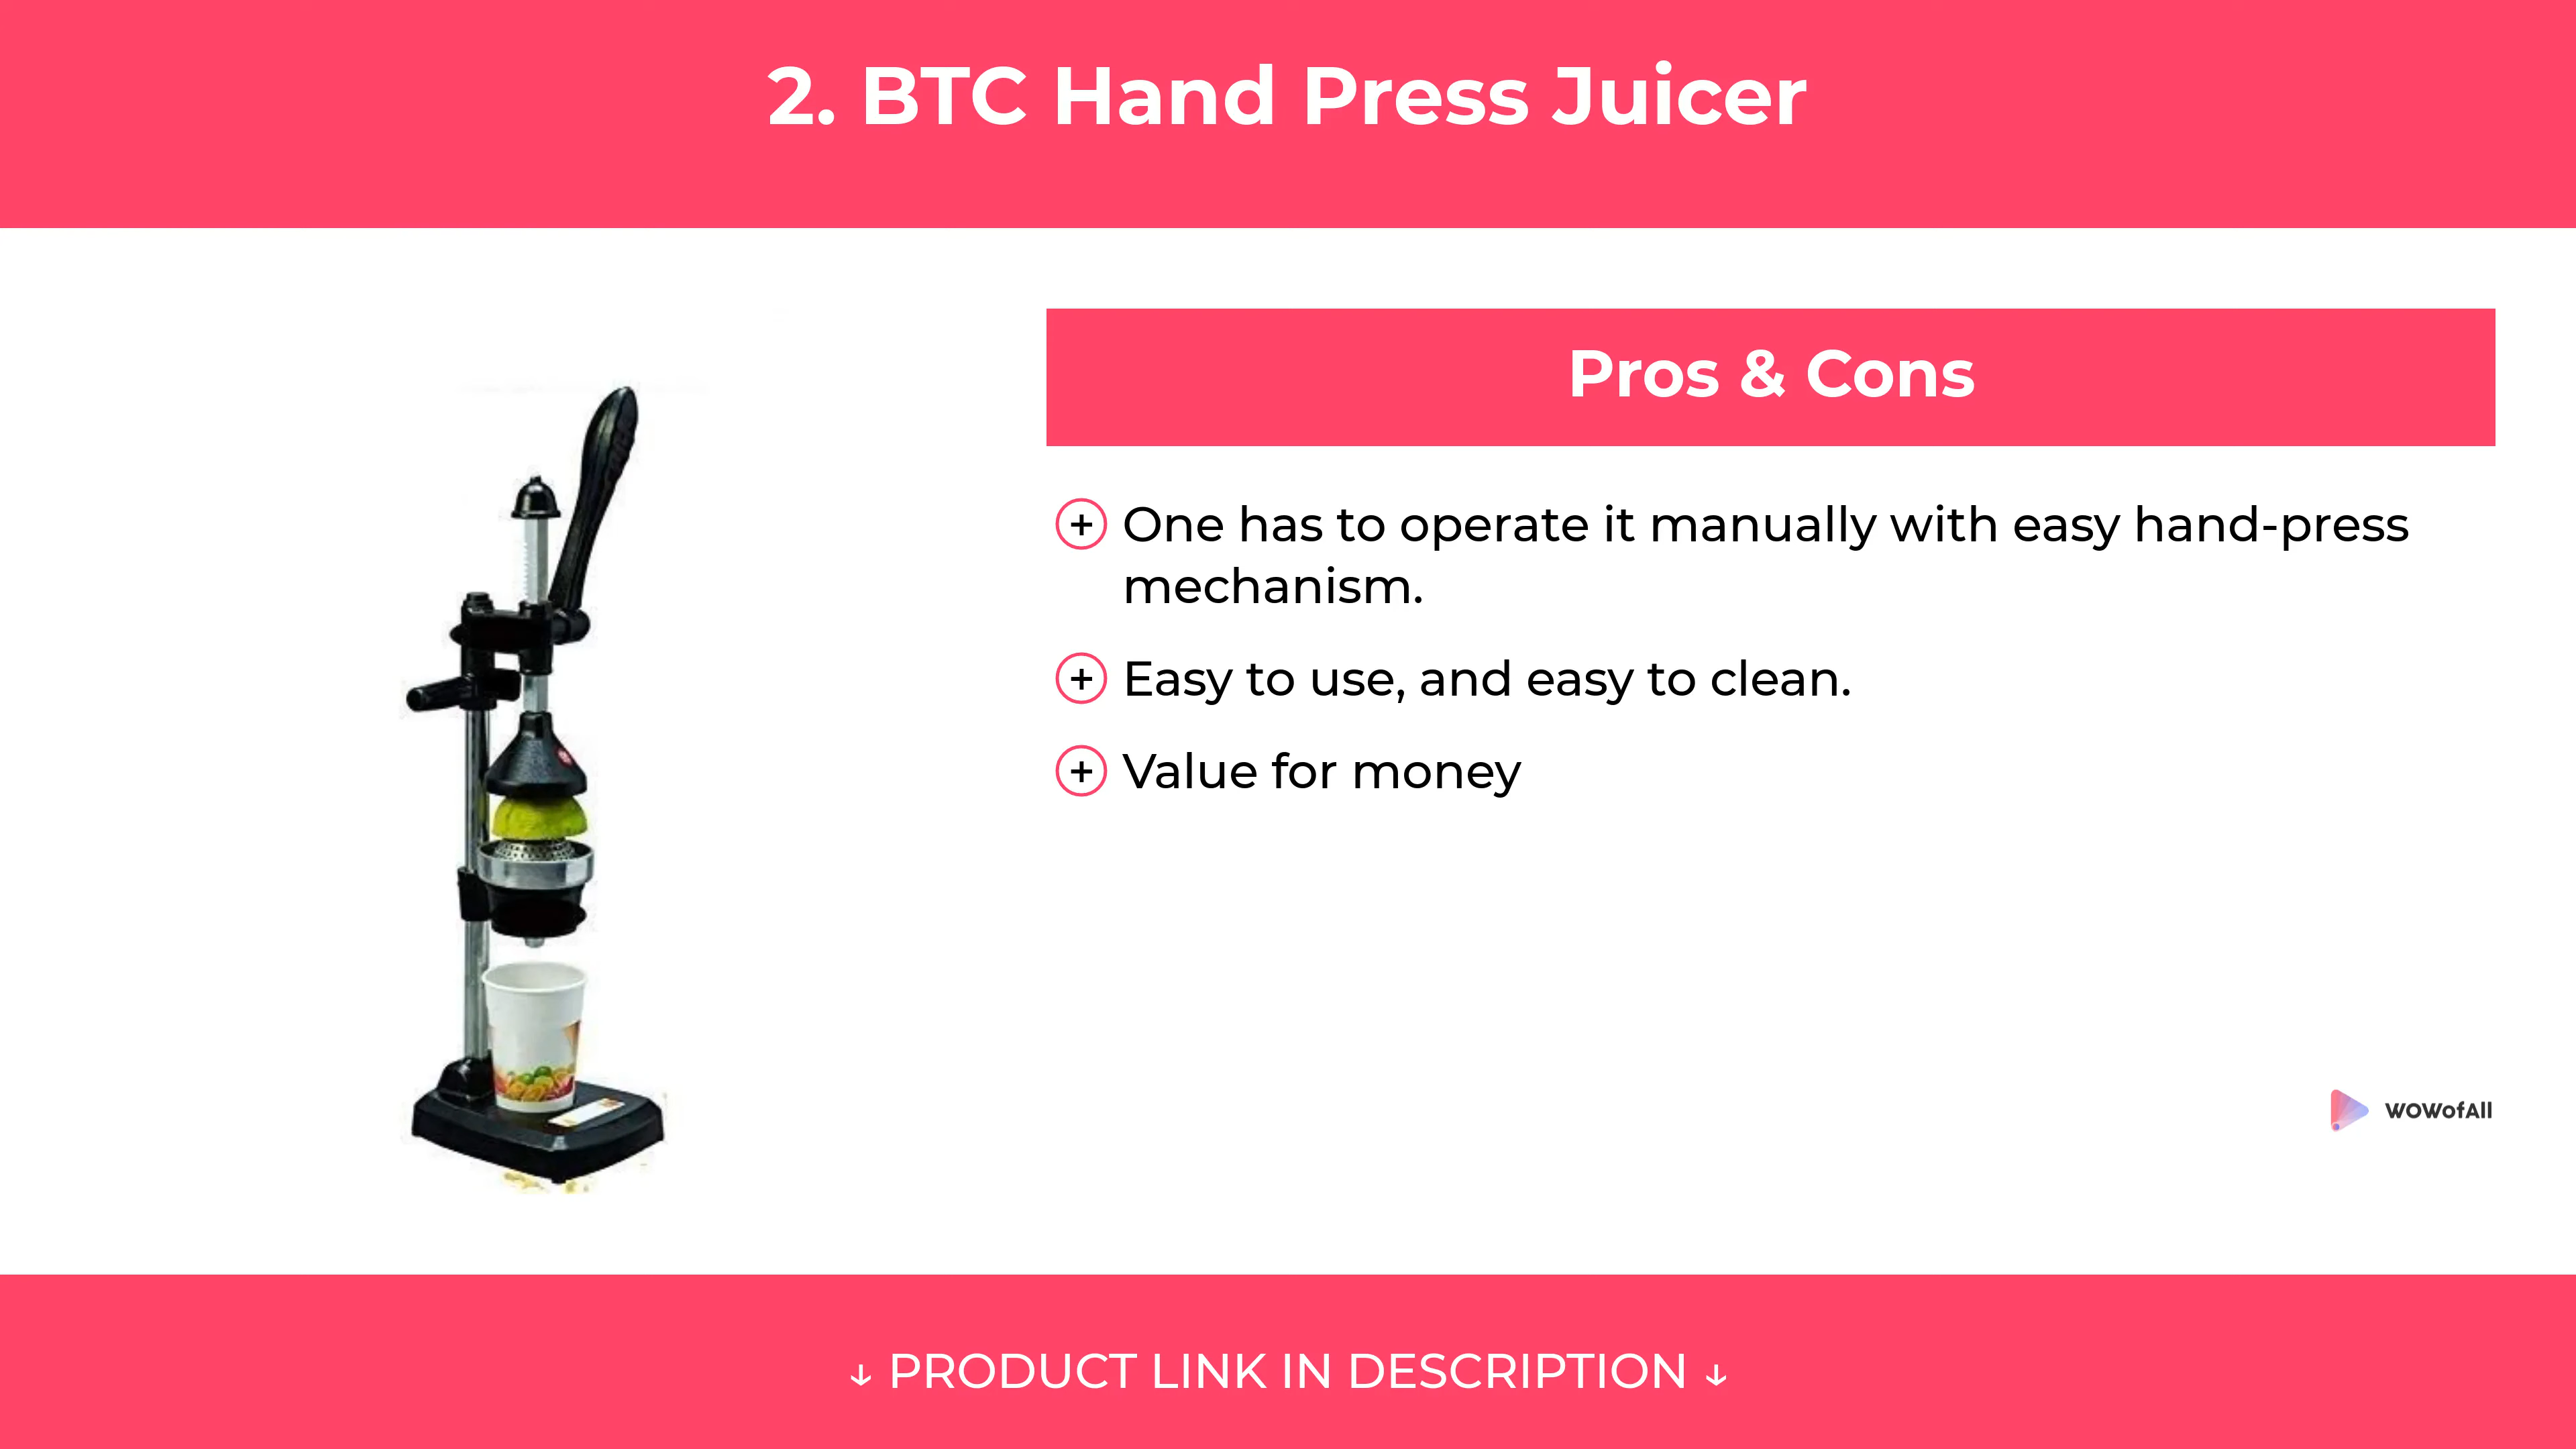 2. BTC Hand Press Juicer
Pros & Cons
+ One has to operate it manually with easy hand-press
mechanism.
+ Easy to use, and easy to clean.
+ Value for money
WOWofAll
↓ PRODUCT LINK IN DESCRIPTION ↓